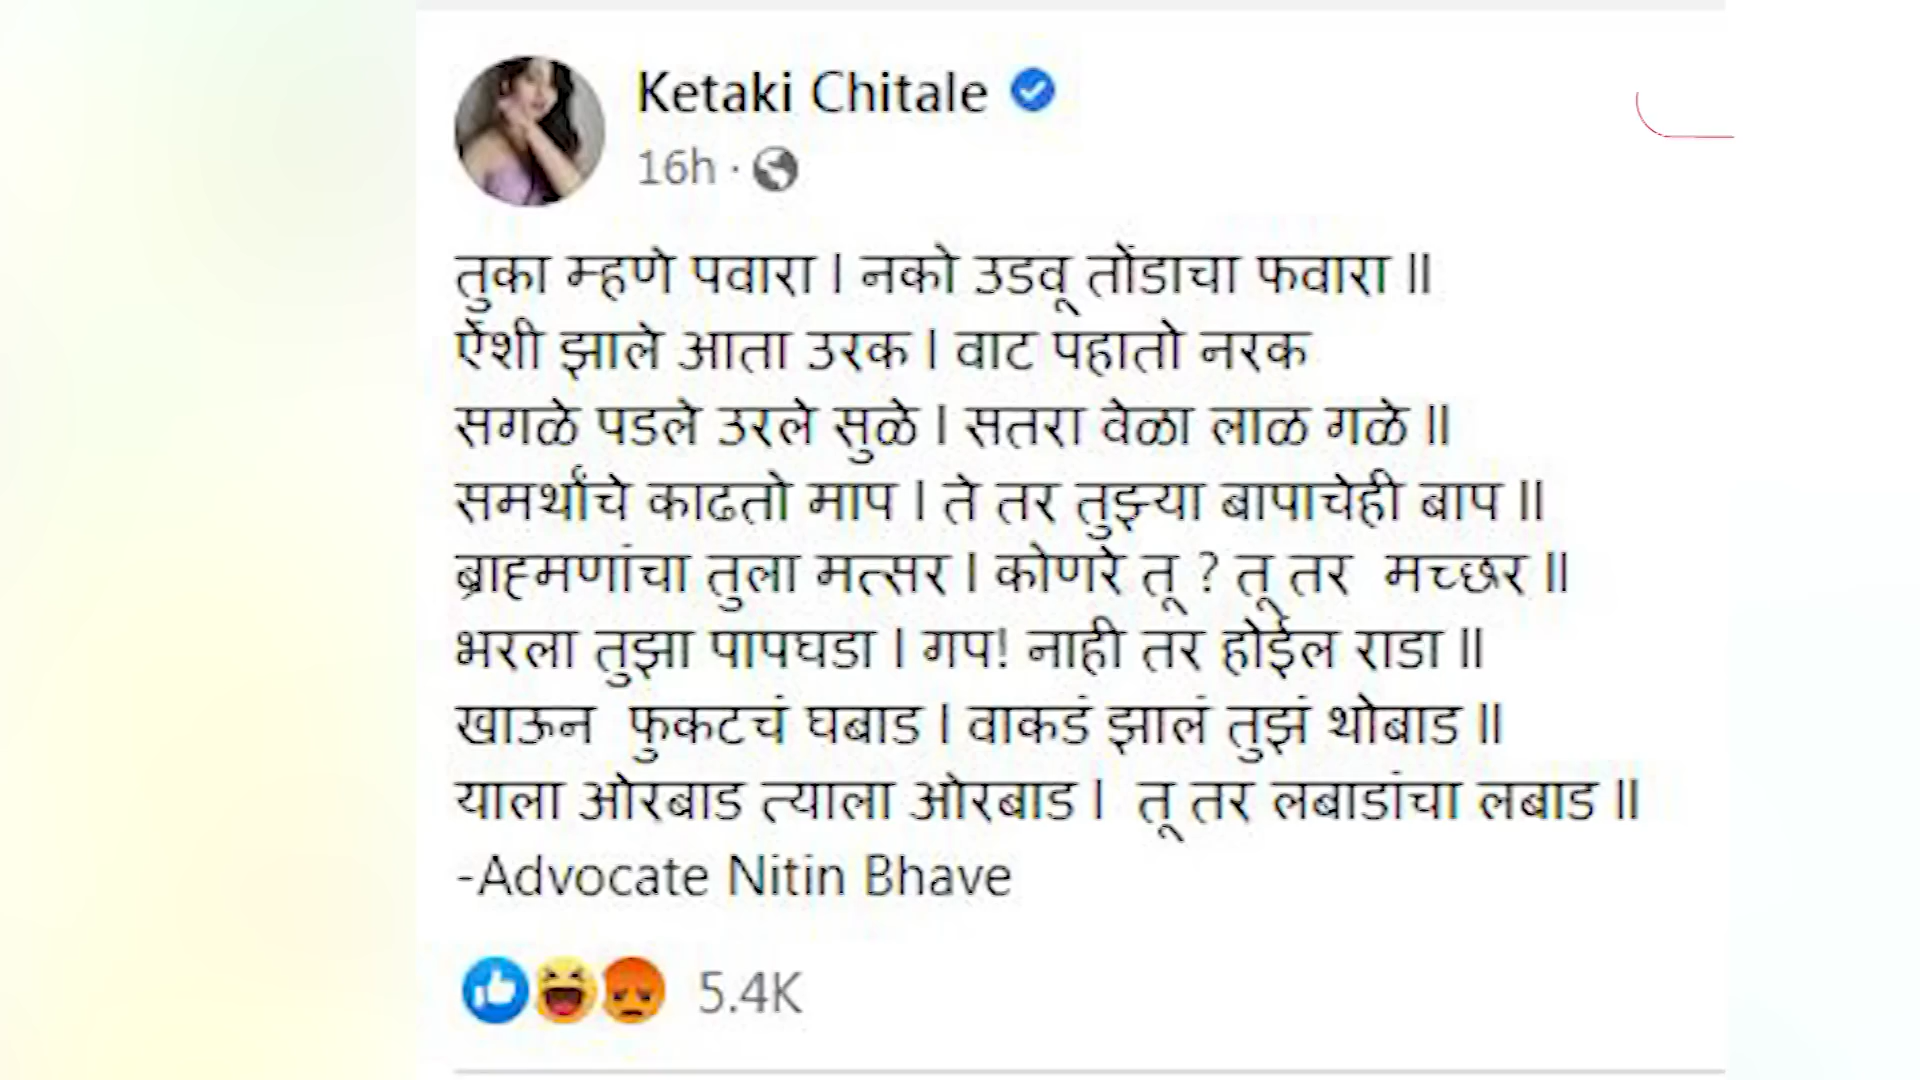 Ketaki Chitale
16h ·
तुका म्हणे पवारा । नको उडवू तोंडाचा फवारा ॥
ऐंशी झाले आता उरक । वाट पहातो नरक
सगळे पडले उरले सुळे । सतरा वेळा लाळ गळे ॥
समर्थांचे काढतो माप । ते तर तुझ्या बापाचेही बाप ॥
ब्राह्मणांचा तुला मत्सर । कोणरे तू ? तू तर मच्छर ॥
भरला तुझा पापघडा । गप! नाही तर होईल राडा ॥
खाऊन फुकटचं घबाड । वाकडं झालं तुझं थोबाड ॥
याला ओरबाड त्याला ओरबाड । तू तर लबाडांचा लबाड ॥
-Advocate Nitin Bhave
5.4K